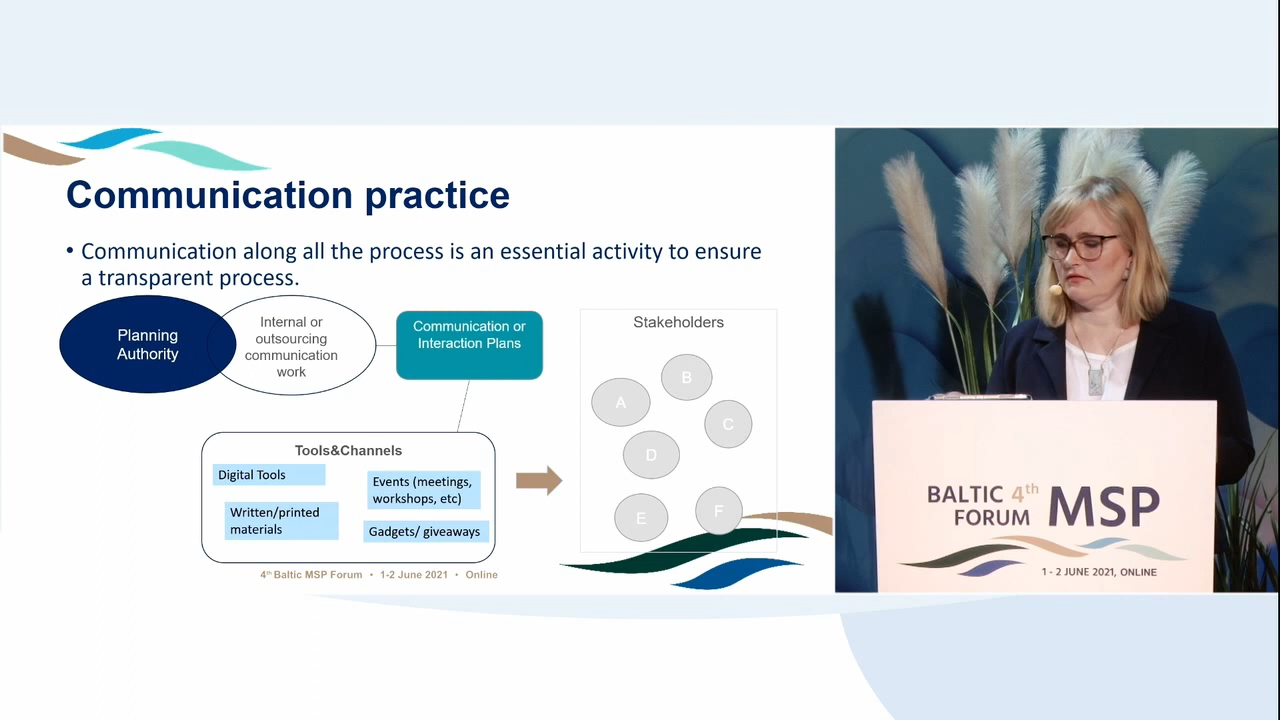 Communication practice
• Communication along all the process is an essential activity to ensure
a transparent process.
Planning
Authority
Internal or
outsourcing
communication
work
Communication or
Interaction Plans
Stakeholders
A
B
C
D
E
F
Tools&Channels
Digital Tools
Written/printed
materials
Events (meetings,
workshops, etc)
Gadgets/ giveaways
4th Baltic MSP Forum • 1-2 June 2021 • Online
BALTIC 4th
FORUM MSP
1 - 2 JUNE 2021, ONLINE